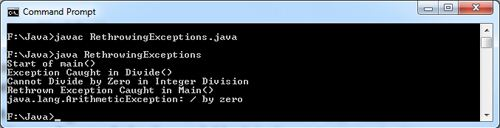 Command Prompt
F:\Java>javac RethrowingExceptions.java
F:\Java>java RethrowingExceptions
Start of main()
Exception Caught in Divide()
Cannot Divide by Zero in Integer Division
Rethrown Exception Caught in Main()
java.lang.ArithmeticException: / by zero
F:\Java>_